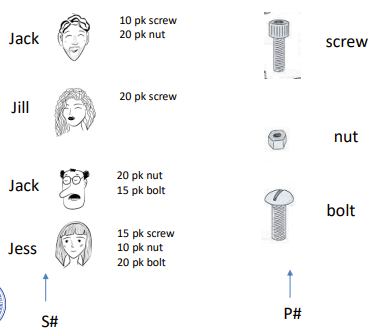 Jack
10 pk screw
20 pk nut
screw
Jill
20 pk screw
nut
Jack
20 pk nut
15 pk bolt
bolt
Jess
15 pk screw
10 pk nut
20 pk bolt
S#
P#